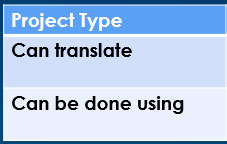 Project Type
Can translate
Can be done using